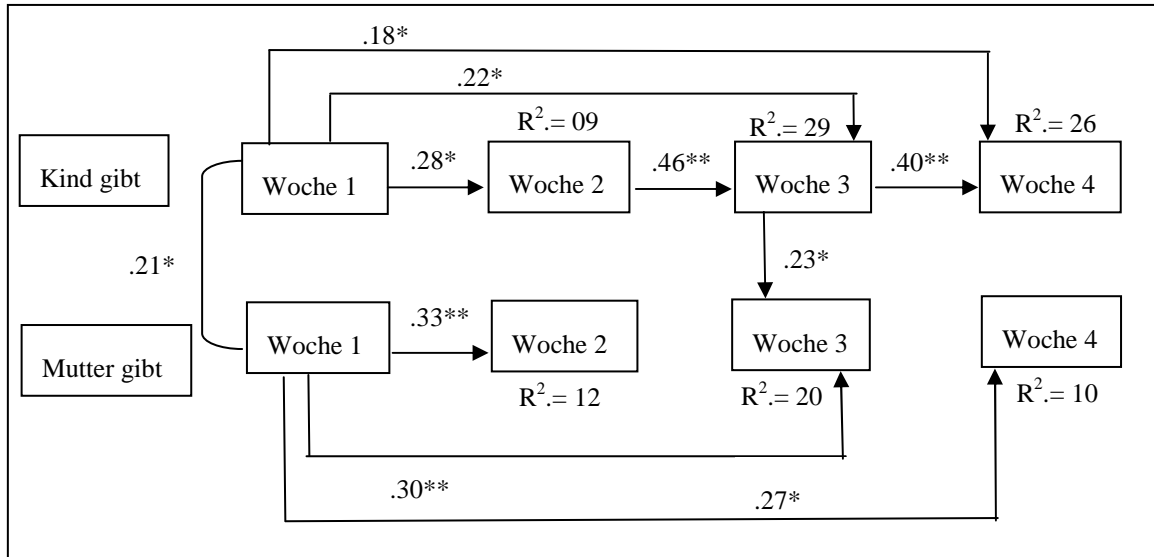 .18*
.22*
R².= 09
R².= 29
R².= 26
Kind gibt
Woche 1
.28*
Woche 2
.46**
Woche 3
.40**
Woche 4
.21*
.23*
Mutter gibt
Woche 1
.33**
Woche 2
Woche 3
Woche 4
R².= 12
R².= 20
R².= 10
.30**
.27*